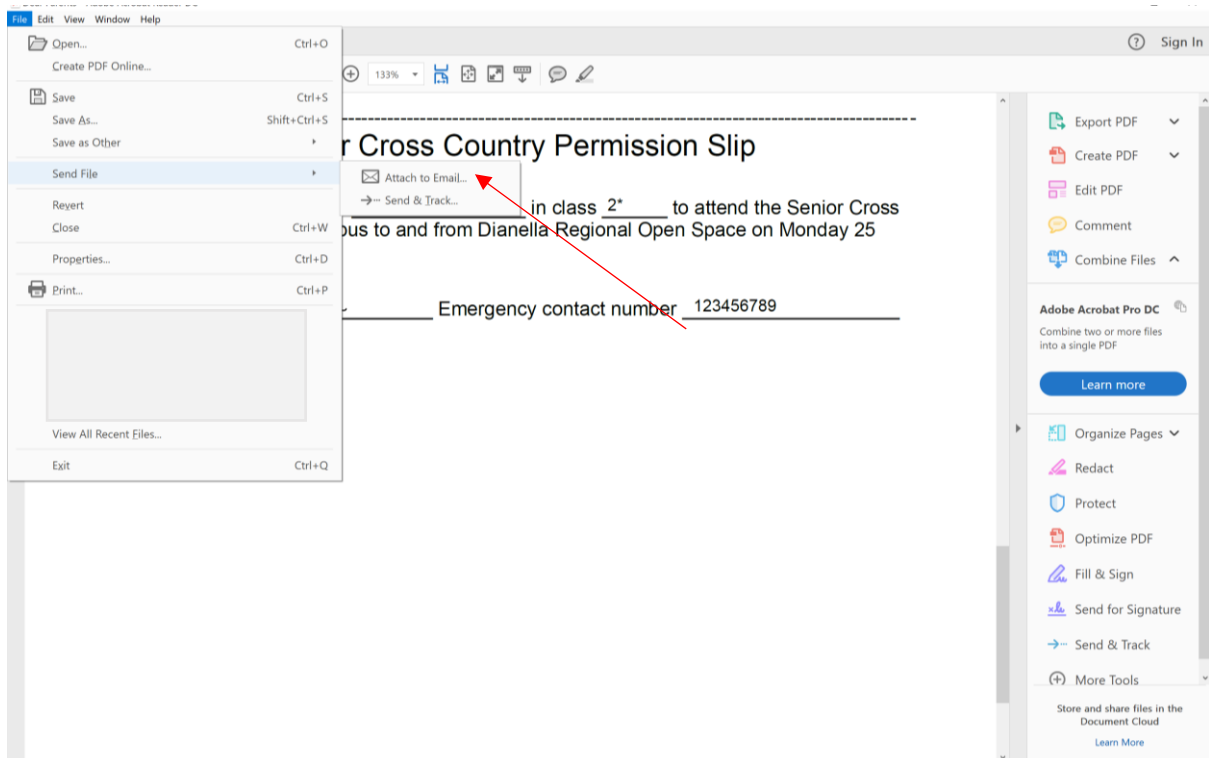 File Edit View Window Help
Open... Ctrl+O
Create PDF Online...
Save Ctrl+S
Save As... Shift+Ctrl+S
Save as Other
Send File
Revert
Close Ctrl+W
Properties... Ctrl+D
Print... Ctrl+P
View All Recent Files...
Exit Ctrl+Q
Attach to Email...
Send & Track...
Sign In
133%
r Cross Country Permission Slip
in class 2* to attend the Senior Cross
bus to and from Dianella Regional Open Space on Monday 25
Emergency contact number 123456789
Export PDF
Create PDF
Edit PDF
Comment
Combine Files
Adobe Acrobat Pro DC
Combine two or more files
into a single PDF
Learn more
Organize Pages
Redact
Protect
Optimize PDF
Fill & Sign
Send for Signature
Send & Track
More Tools
Store and share files in the
Document Cloud
Learn More